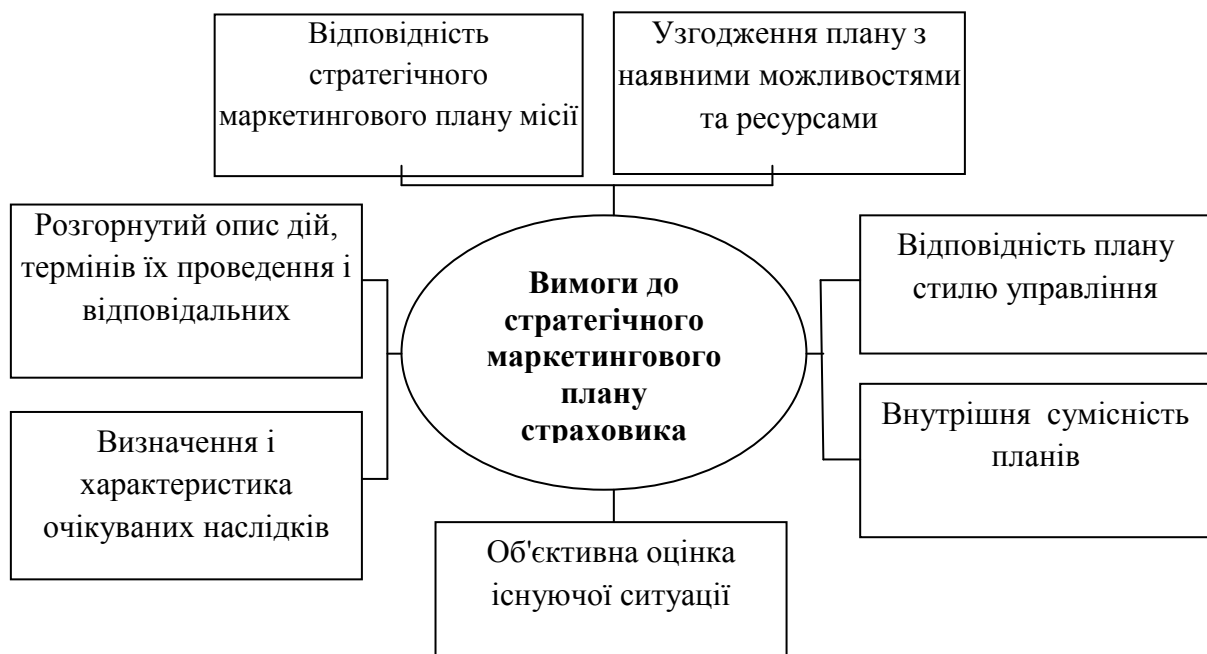 Відповідність
стратегічного
маркетингового плану місії
Узгодження плану з
наявними можливостями
та ресурсами
Розгорнутий опис дій,
термінів їх проведення і
відповідальних
Вимоги до
стратегічного
маркетингового
плану
страховика
Відповідність плану
стилю управління
Визначення і
характеристика
очікуваних наслідків
Внутрішня сумісність
планів
Об'єктивна оцінка
існуючої ситуації